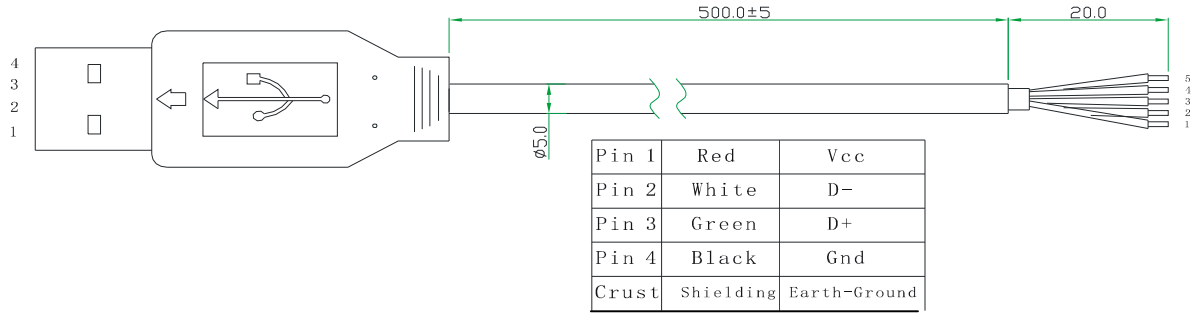 500.0±5
20.0
4
3
2
1
5
4
3
2
1
ø5.0
Pin 1 Red Vcc
Pin 2 White D-
Pin 3 Green D+
Pin 4 Black Gnd
Crust Shielding Earth-Ground